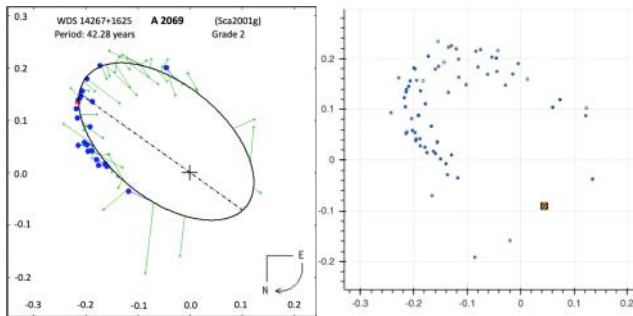 WDS 14267+1625 A 2069 (Sca2001g)
Period: 42.28 years Grade 2
0.3
0.2
0.1
0.0
-0.1
-0.2
-0.3 -0.2 -0.1 0.0 0.1 0.2
E
N
0.2
0.1
0
-0.1
-0.2
-0.3 -0.2 -0.1 0 0.1 0.2